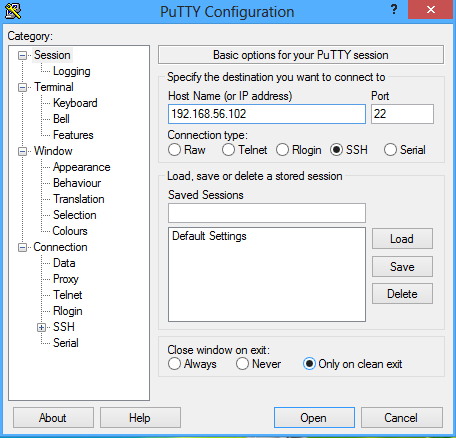 PuTTY Configuration
? ×
Category:
Session
Logging
Terminal
Keyboard
Bell
Features
Window
Appearance
Behaviour
Translation
Selection
Colours
Connection
Data
Proxy
Telnet
Rlogin
SSH
Serial
Basic options for your PuTTY session
Specify the destination you want to connect to
Host Name (or IP address) Port
192.168.56.102 22
Connection type:
Raw Telnet Rlogin SSH Serial
Load, save or delete a stored session
Saved Sessions
Default Settings
Load
Save
Delete
Close window on exit:
Always Never Only on clean exit
About Help Open Cancel